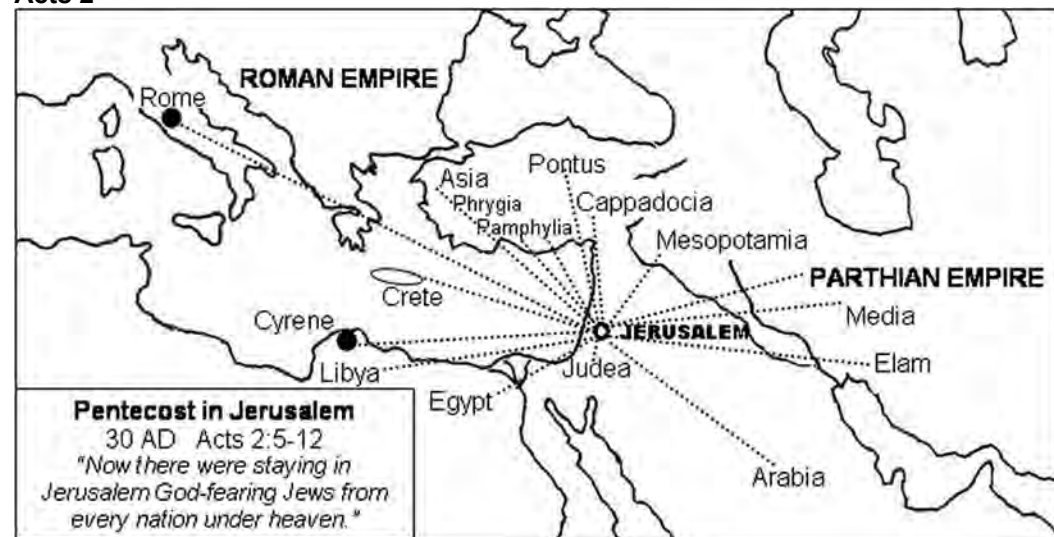 ROMAN EMPIRE
Rome
Pontus
Asia
Phrygia
Cappadocia
Pamphylia
Mesopotamia
PARTHIAN EMPIRE
Crete
Media
Cyrene
JERUSALEM
Libya
Judea
Elam
Egypt
Arabia
Pentecost in Jerusalem
30 AD Acts 2:5-12
"Now there were staying in
Jerusalem God-fearing Jews from
every nation under heaven."